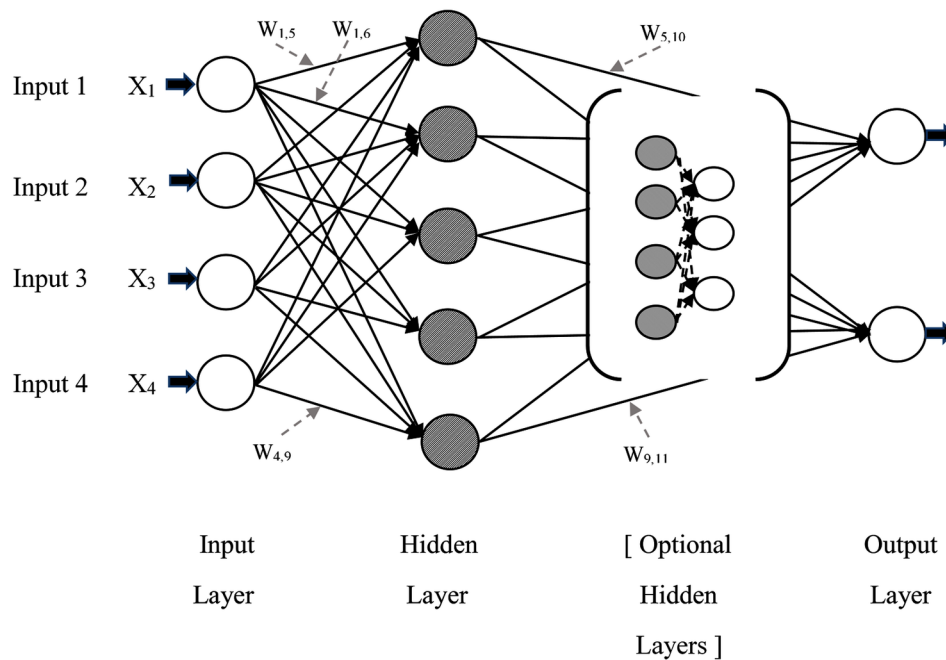 W1,5
W1,6
W5,10
Input 1 X1
Input 2 X2
Input 3 X3
Input 4 X4
W4,9
W9,11
Input
Layer
Hidden
Layer
[ Optional
Hidden
Layers ]
Output
Layer